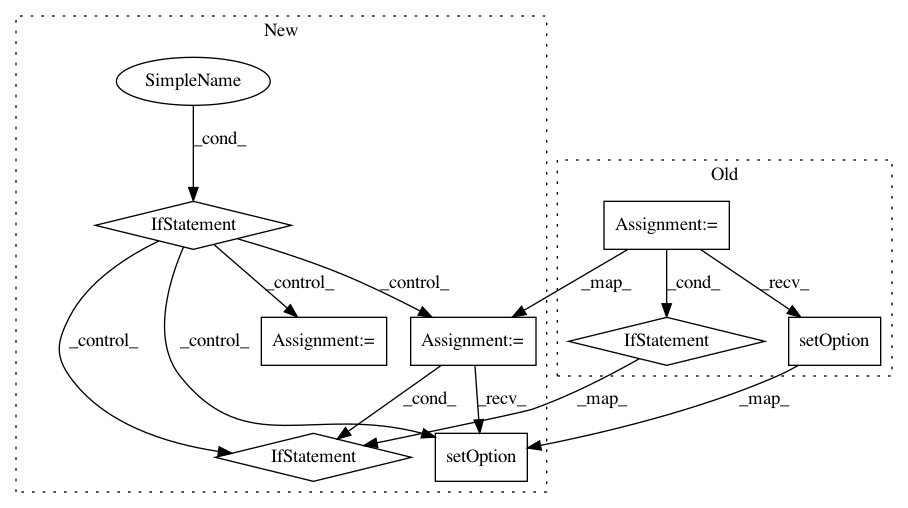 New
SimpleName
_cond_
Old
IfStatement
Assignment:=
_control_
_control_
_map_
_cond_
_recv_
_control_
_control_
Assignment:=
Assignment:=
IfStatement
setOption
_cond_
_recv_
_map_
_map_
IfStatement
setOption